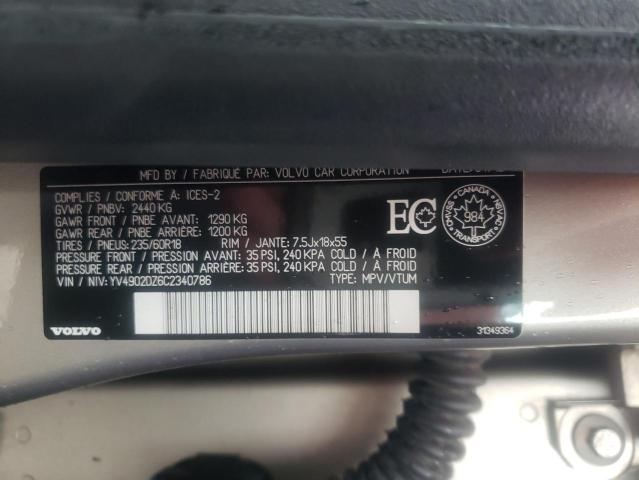 MFD BY / FABRIQUÉ PAR: VOLVO CAR CORPORATION
COMPLIES / CONFORME A: ICES-2
GVWR / PNBV: 2440 KG
GAWR FRONT / PNBE AVANT: 1290 KG
GAWR REAR / PNBE ARRIÈRE: 1200 KG
TIRES / PNEUS: 235/60R18 RIM / JANTE: 7.5Jx18x55
PRESSURE FRONT / PRESSION AVANT: 35 PSI, 240 KPA COLD / À FROID
PRESSURE REAR / PRESSION ARRIÈRE: 35 PSI, 240 KPA COLD / À FROID
VIN / NIV: YV4902DZ6C2340786 TYPE: MPV/VTUM
EC
CANADA
CMVSS
984
NSVAC
TRANSPORT
VOLVO
31349364